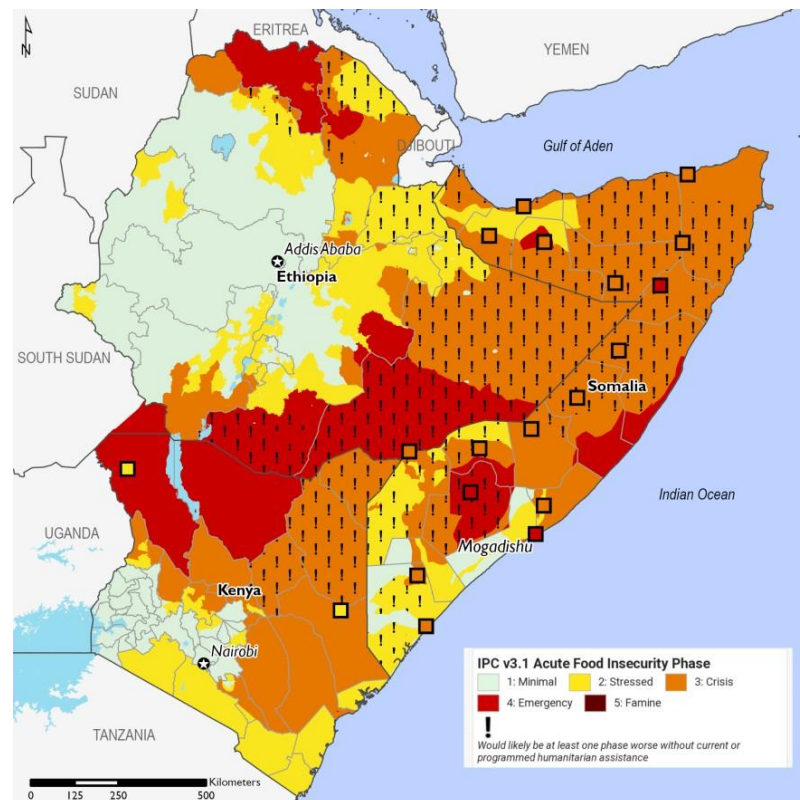 N
ERITREA
YEMEN
SUDAN
DJIBOUTI
Gulf of Aden
Addis Ababa
Ethiopia
SOUTH SUDAN
Somalia
Indian Ocean
UGANDA
Mogadishu
Kenya
Nairobi
TANZANIA
IPC v3.1 Acute Food Insecurity Phase
1: Minimal 2: Stressed 3: Crisis
4: Emergency 5: Famine
!
Would likely be at least one phase worse without current or
programmed humanitarian assistance
Kilometers
0 125 250 500